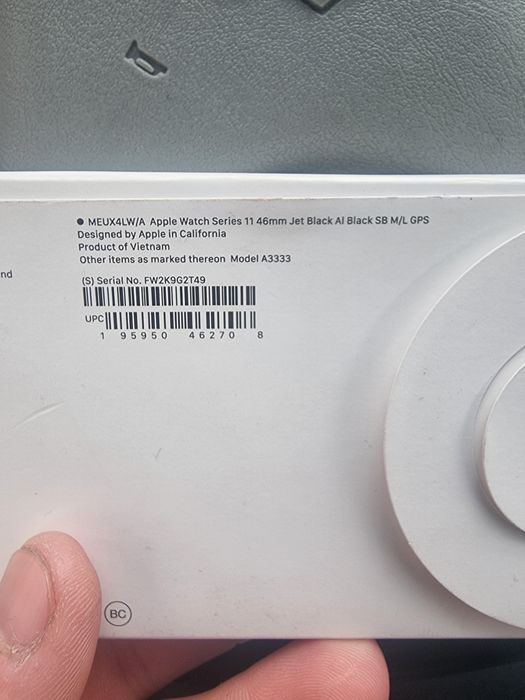 ● MEUX4LW/A Apple Watch Series 11 46mm Jet Black Al Black SB M/L GPS
Designed by Apple in California
Product of Vietnam
Other items as marked thereon Model A3333
nd
(S) Serial No. FW2K9G2T49
UPC
1 95950 46270 8
BC